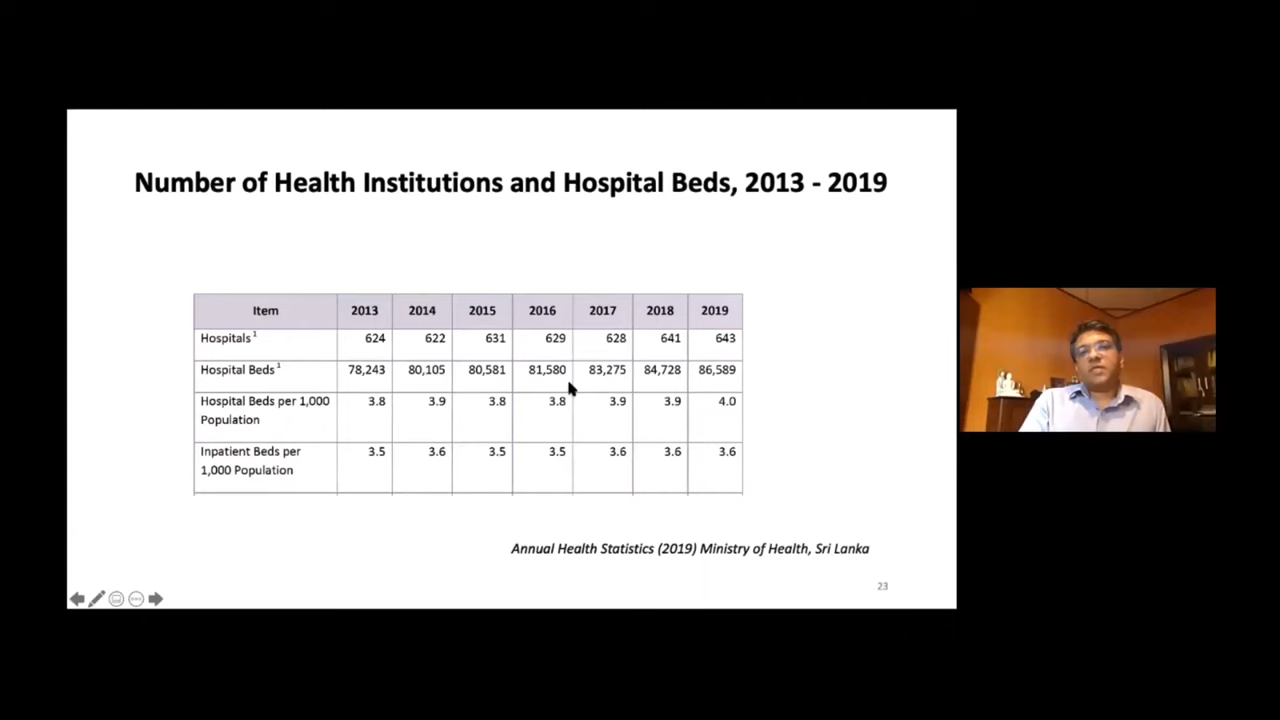 Number of Health Institutions and Hospital Beds, 2013 - 2019
Item 2013 2014 2015 2016 2017 2018 2019
Hospitals¹ 624 622 631 629 628 641 643
Hospital Beds¹ 78,243 80,105 80,581 81,580 83,275 84,728 86,589
Hospital Beds per 1,000 3.8 3.9 3.8 3.8 3.9 3.9 4.0
Population
Inpatient Beds per 3.5 3.6 3.5 3.5 3.6 3.6 3.6
1,000 Population
Annual Health Statistics (2019) Ministry of Health, Sri Lanka
23